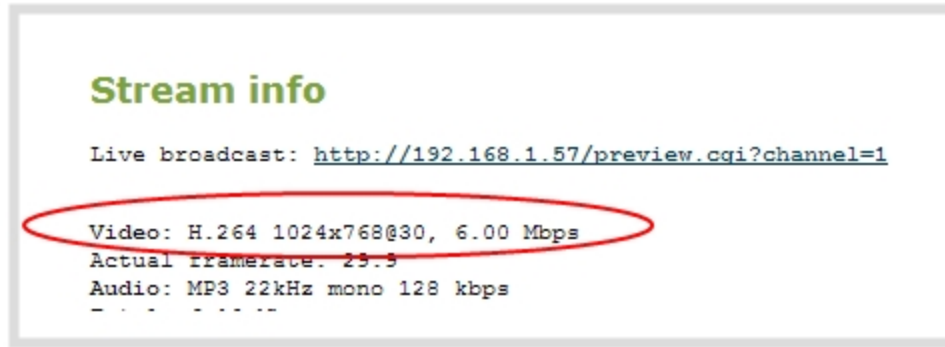 Stream info
Live broadcast: http://192.168.1.57/preview.cgi?channel=1
Video: H.264 1024x768@30, 6.00 Mbps
Actual framerate: 29.9
Audio: MP3 22kHz mono 128 kbps